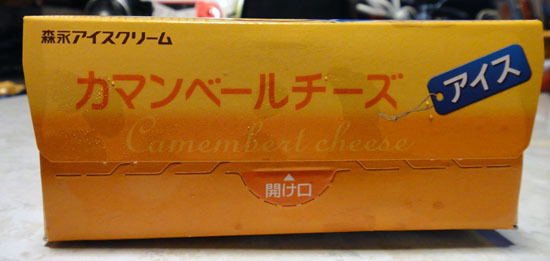 森永アイスクリーム
カマンベールチーズ
アイス
Camembert cheese
開け口